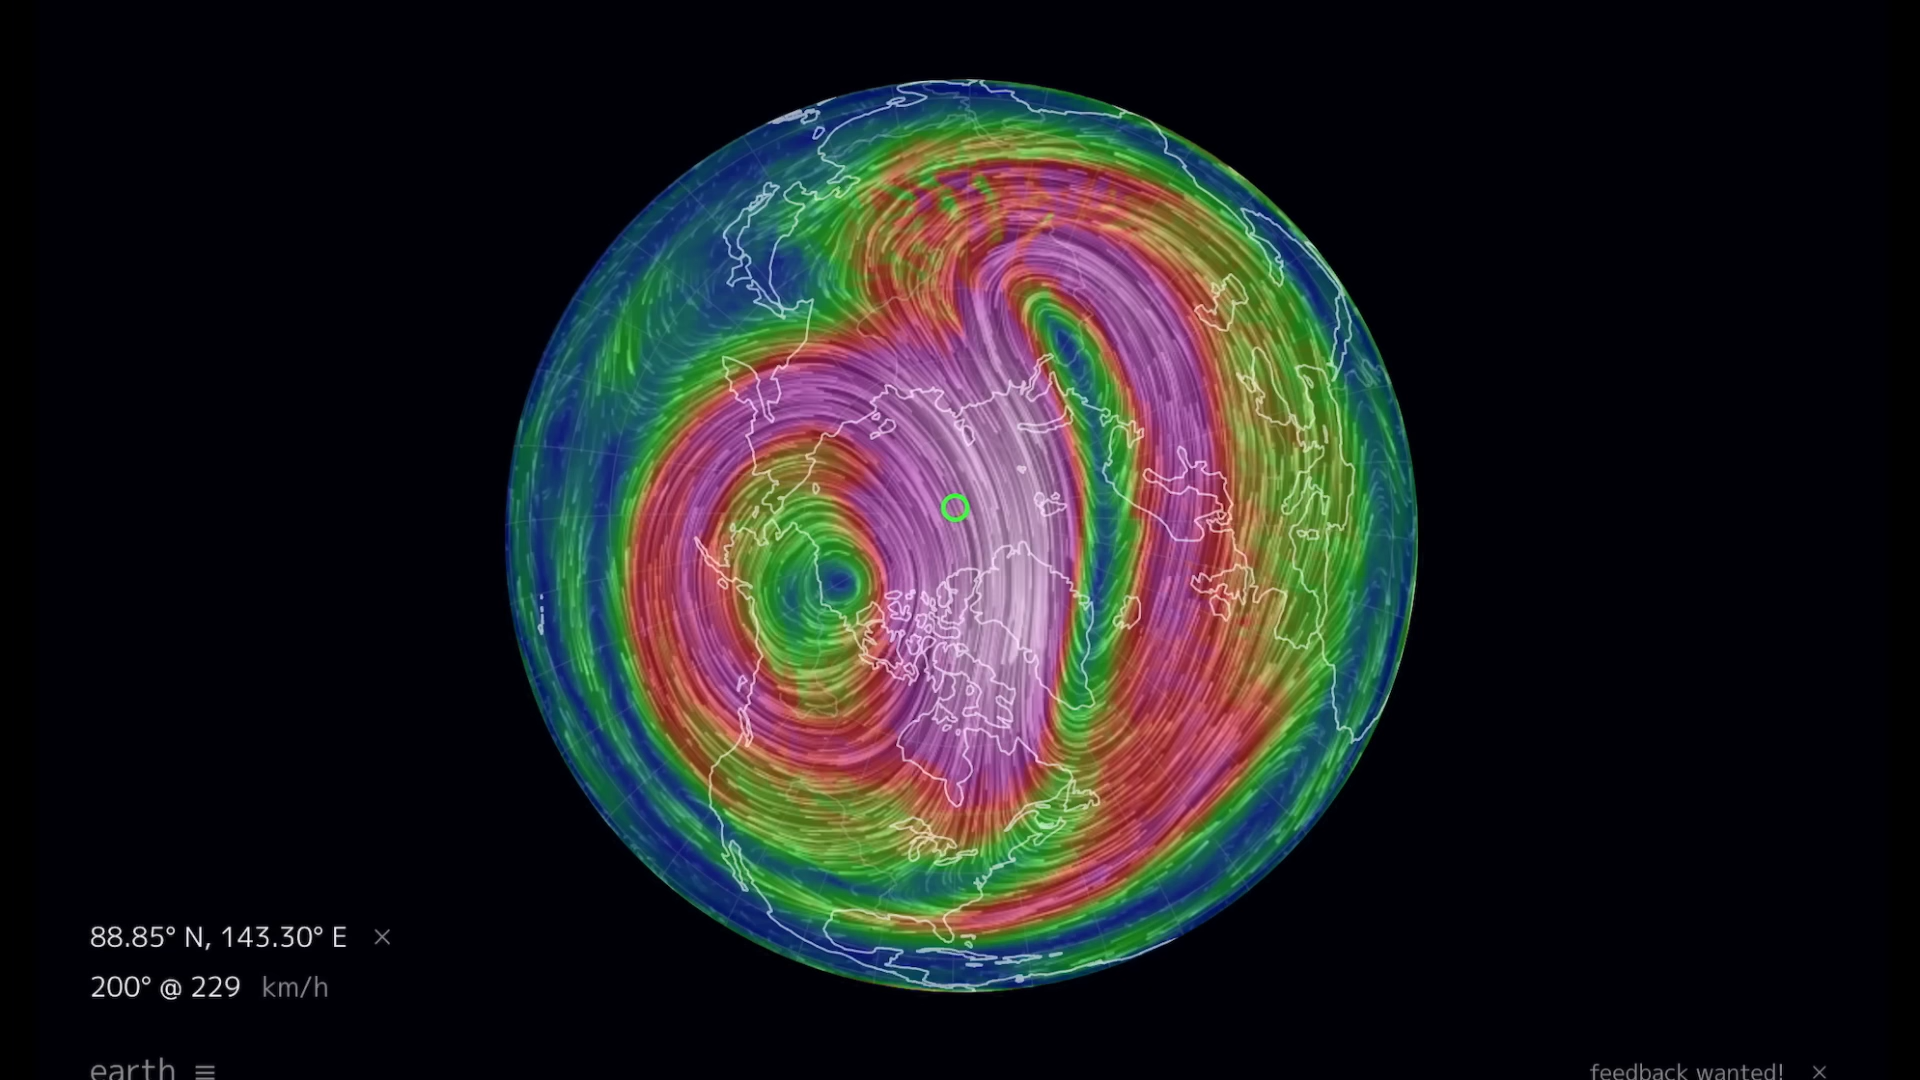 88.85° N, 143.30° E ×
200° @ 229 km/h
earth ≡
feedback wanted! ×